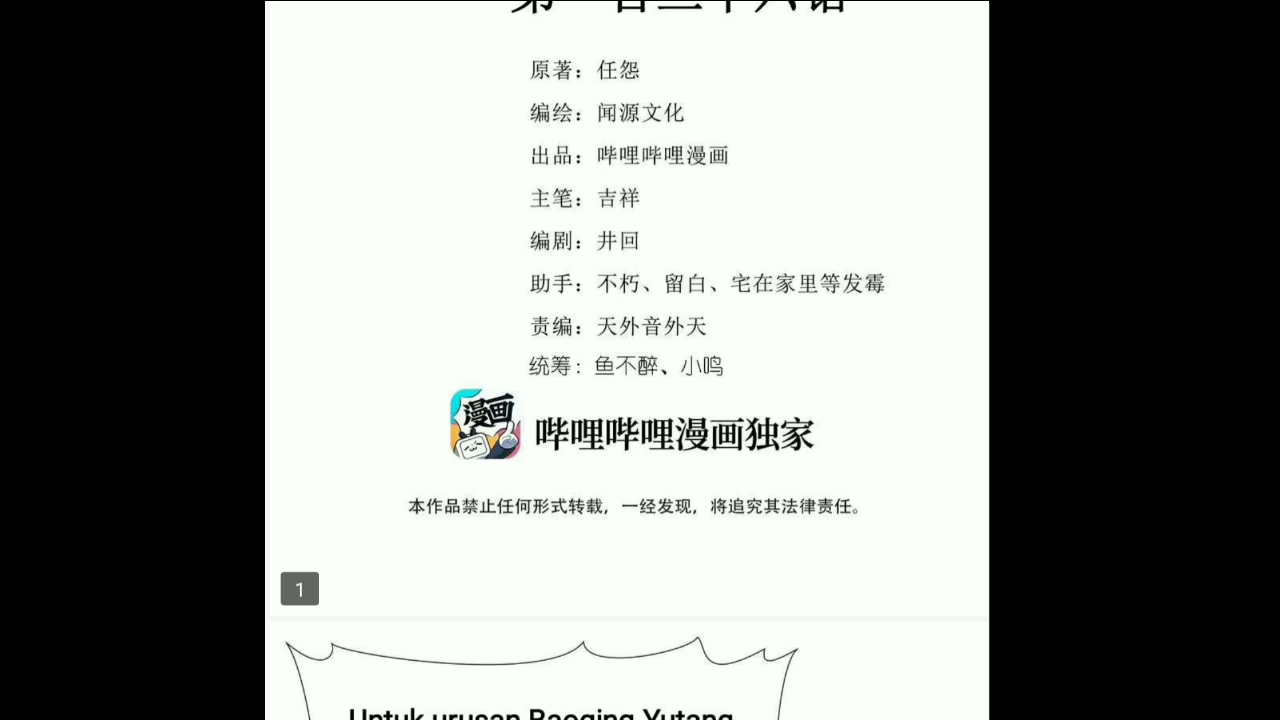 原著：任怨
编绘：闻源文化
出品：哔哩哔哩漫画
主笔：吉祥
编剧：井回
助手：不朽、留白、宅在家里等发霉
责编：天外音外天
统筹：鱼不醉、小鸣
漫画
哔哩哔哩漫画独家
本作品禁止任何形式转载，一经发现，将追究其法律责任。
1
Untuk urusan Baoqing Yutang